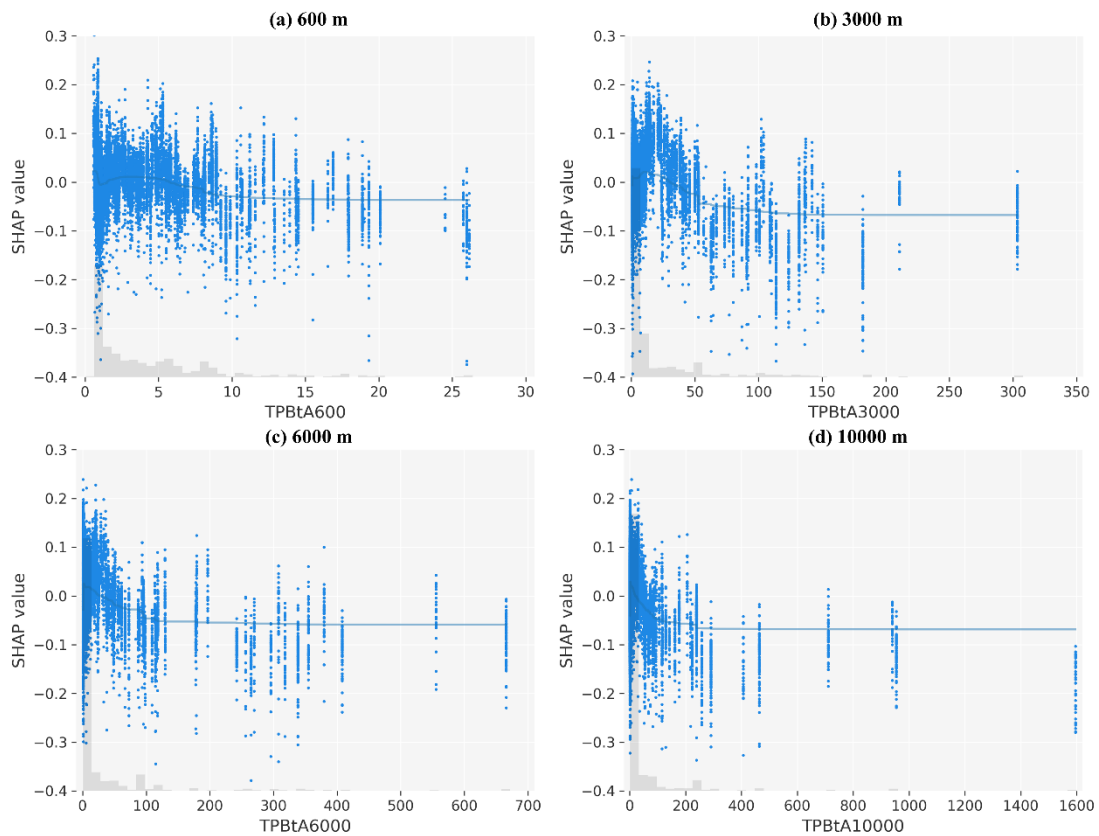 (a) 600 m
(b) 3000 m
0.3
0.2
0.1
0.0
−0.1
−0.2
−0.3
−0.4
SHAP value
0 5 10 15 20 25 30
TPBtA600
0.3
0.2
0.1
0.0
−0.1
−0.2
−0.3
−0.4
SHAP value
0 50 100 150 200 250 300 350
TPBtA3000
(c) 6000 m
(d) 10000 m
0.3
0.2
0.1
0.0
−0.1
−0.2
−0.3
−0.4
SHAP value
0 100 200 300 400 500 600 700
TPBtA6000
0.3
0.2
0.1
0.0
−0.1
−0.2
−0.3
−0.4
SHAP value
0 200 400 600 800 1000 1200 1400 1600
TPBtA10000